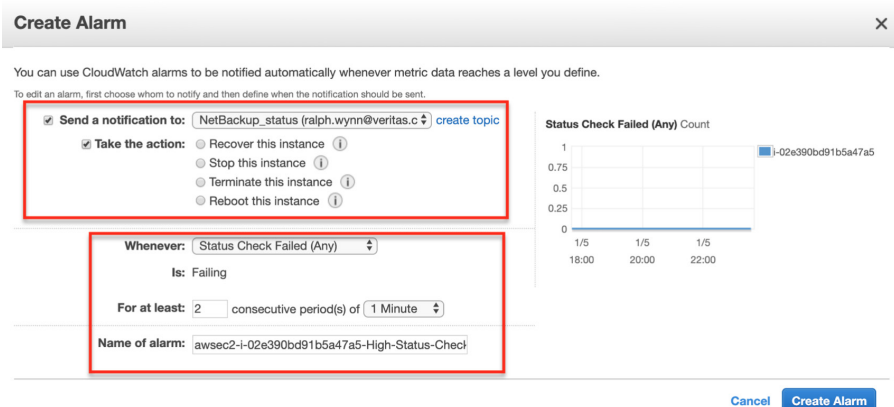 Create Alarm
You can use CloudWatch alarms to be notified automatically whenever metric data reaches a level you define.
To edit an alarm, first choose whom to notify and then define when the notification should be sent.
Send a notification to: NetBackup_status (ralph.wynn@veritas.c create topic
Take the action: Recover this instance i
Stop this instance i
Terminate this instance i
Reboot this instance i
Whenever: Status Check Failed (Any)
Is: Failing
For at least: 2 consecutive period(s) of 1 Minute
Name of alarm: awsec2-i-02e390bd91b5a47a5-High-Status-Check
Status Check Failed (Any) Count
1
0.75
0.5
0.25
0
1/5 1/5 1/5
18:00 20:00 22:00
i-02e390bd91b5a47a5
Cancel Create Alarm